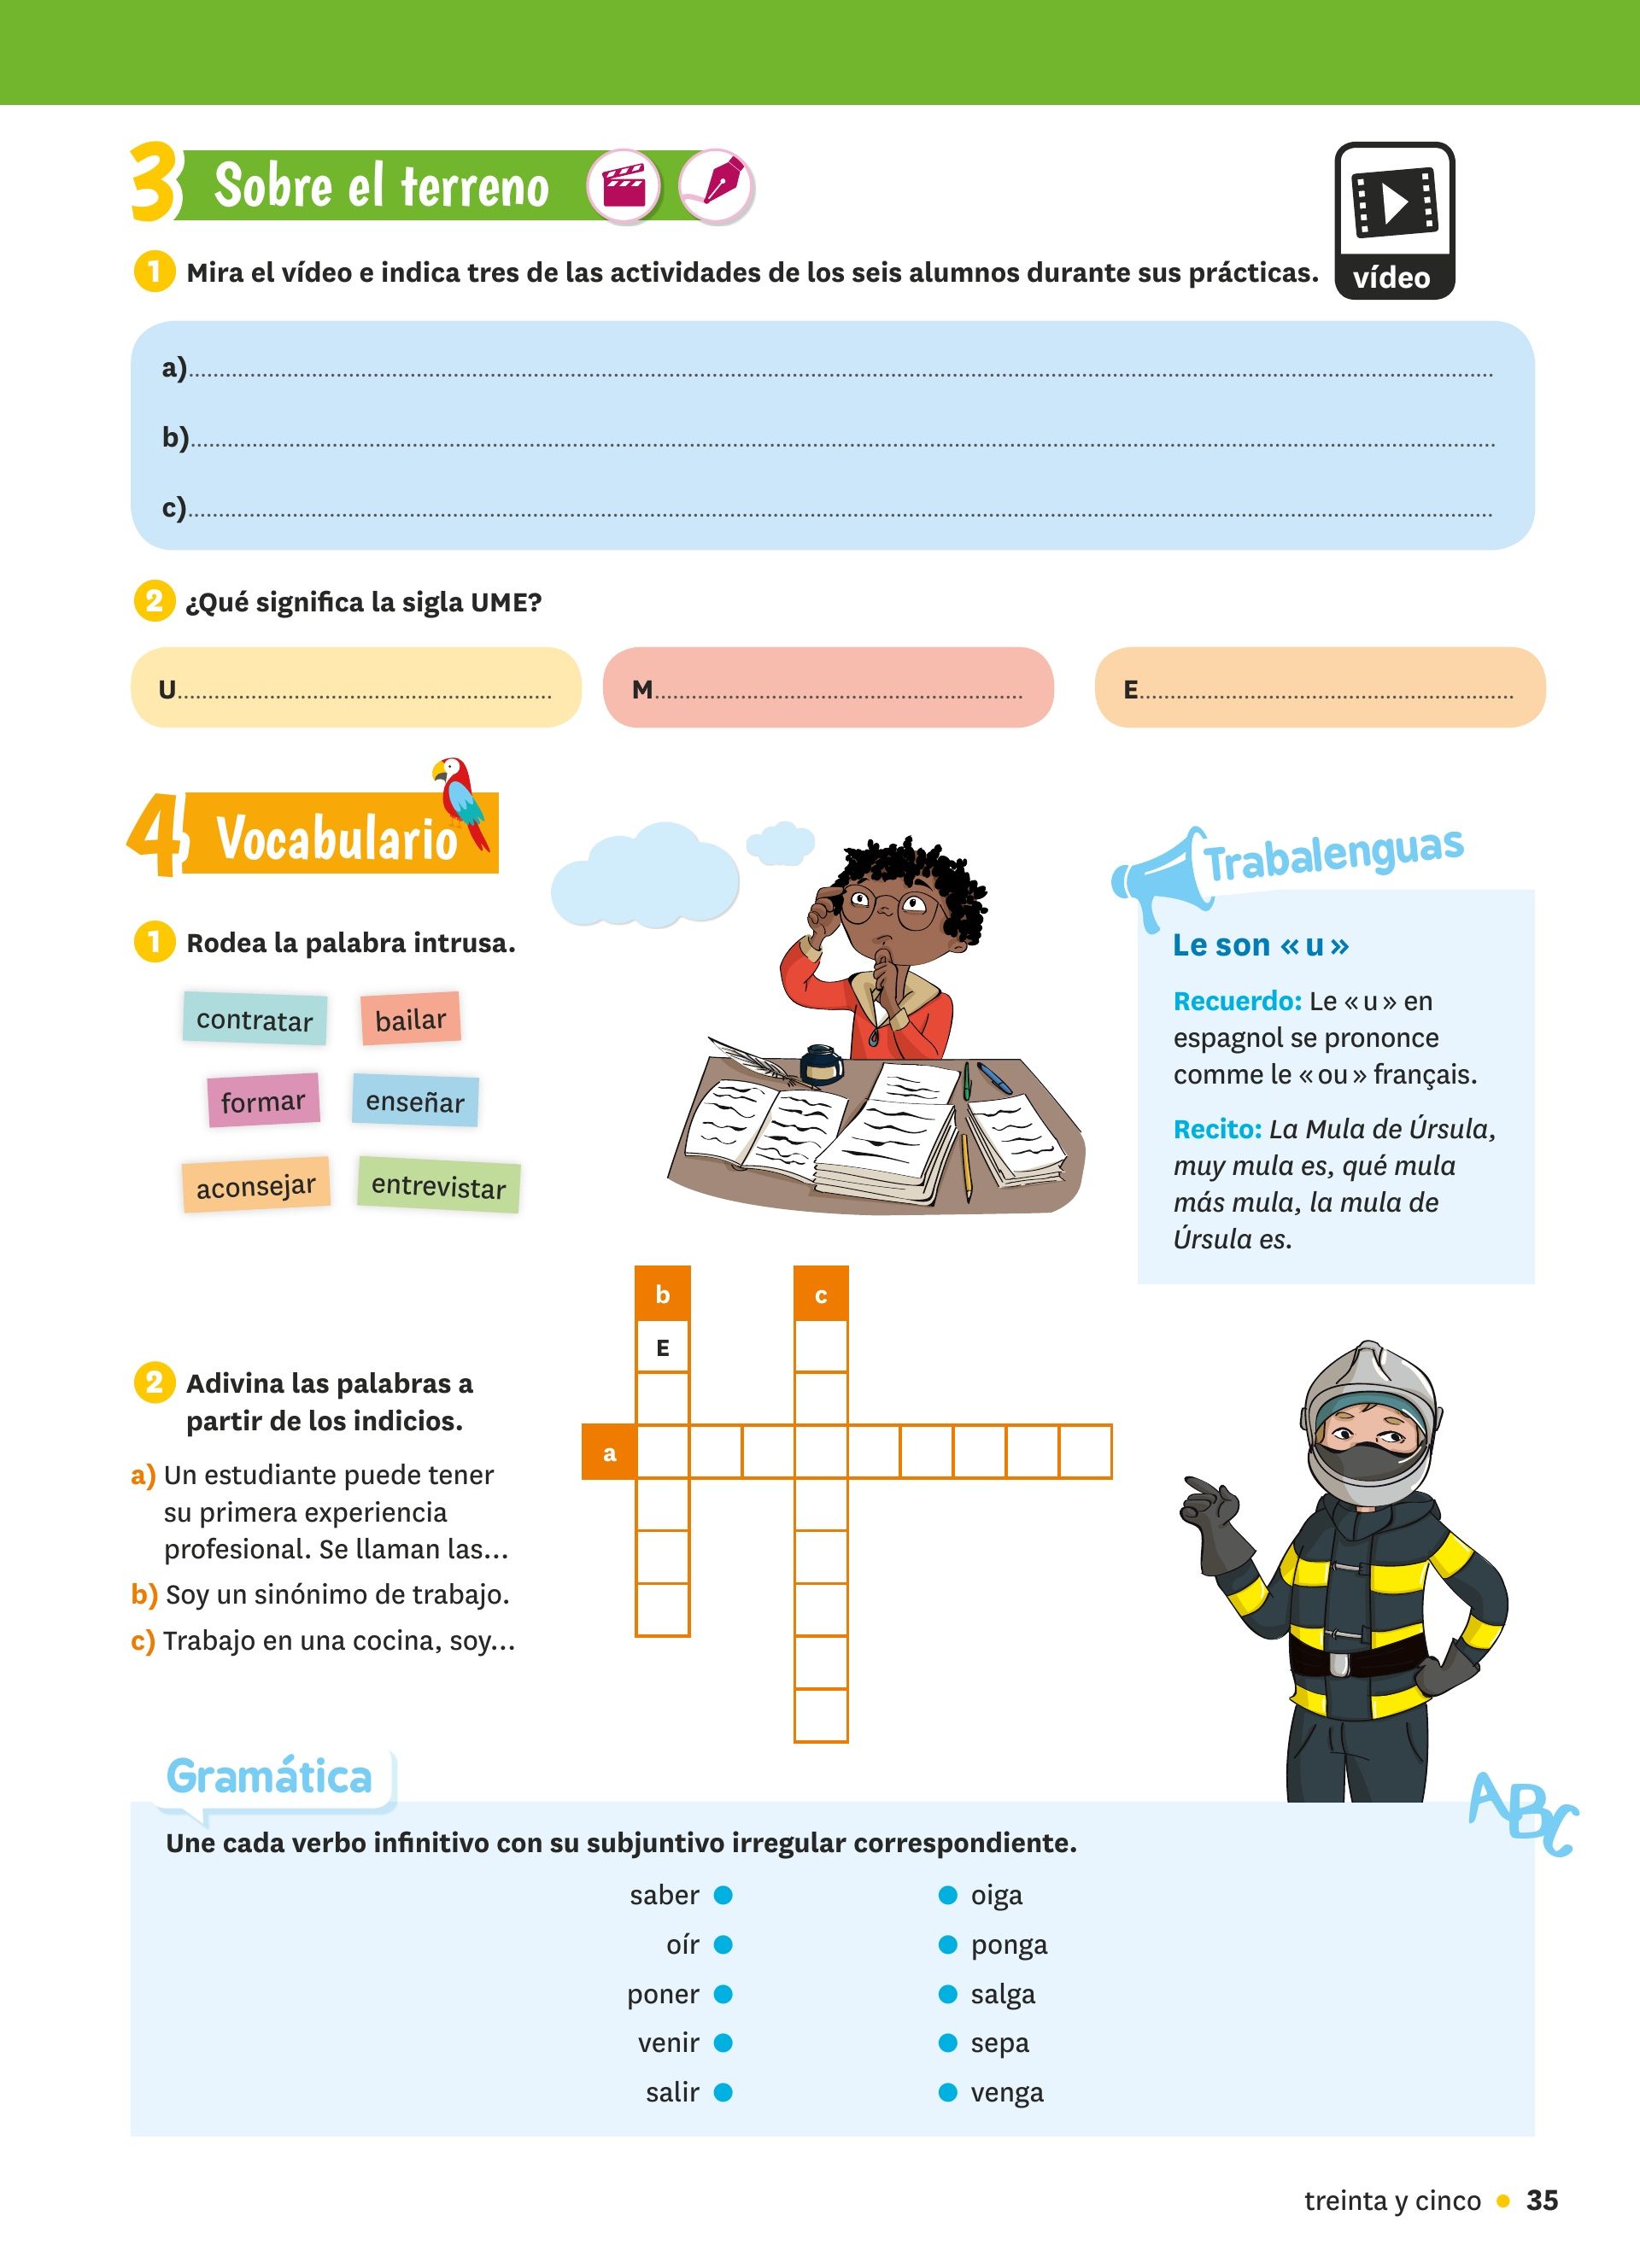 3 Sobre el terreno
vídeo
1 Mira el vídeo e indica tres de las actividades de los seis alumnos durante sus prácticas.
a)
b)
c)
2 ¿Qué significa la sigla UME?
U
M
E
4 Vocabulario
1 Rodea la palabra intrusa.
contratar bailar
formar enseñar
aconsejar entrevistar
Trabalenguas
Le son « u »
Recuerdo: Le « u » en
espagnol se prononce
comme le « ou » français.
Recito: La Mula de Úrsula,
muy mula es, qué mula
más mula, la mula de
Úrsula es.
2 Adivina las palabras a
partir de los indicios.
a) Un estudiante puede tener
su primera experiencia
profesional. Se llaman las...
b) Soy un sinónimo de trabajo.
c) Trabajo en una cocina, soy...
b
c
E
a
Gramática
ABC
Une cada verbo infinitivo con su subjuntivo irregular correspondiente.
saber oiga
oír ponga
poner salga
venir sepa
salir venga
treinta y cinco 35